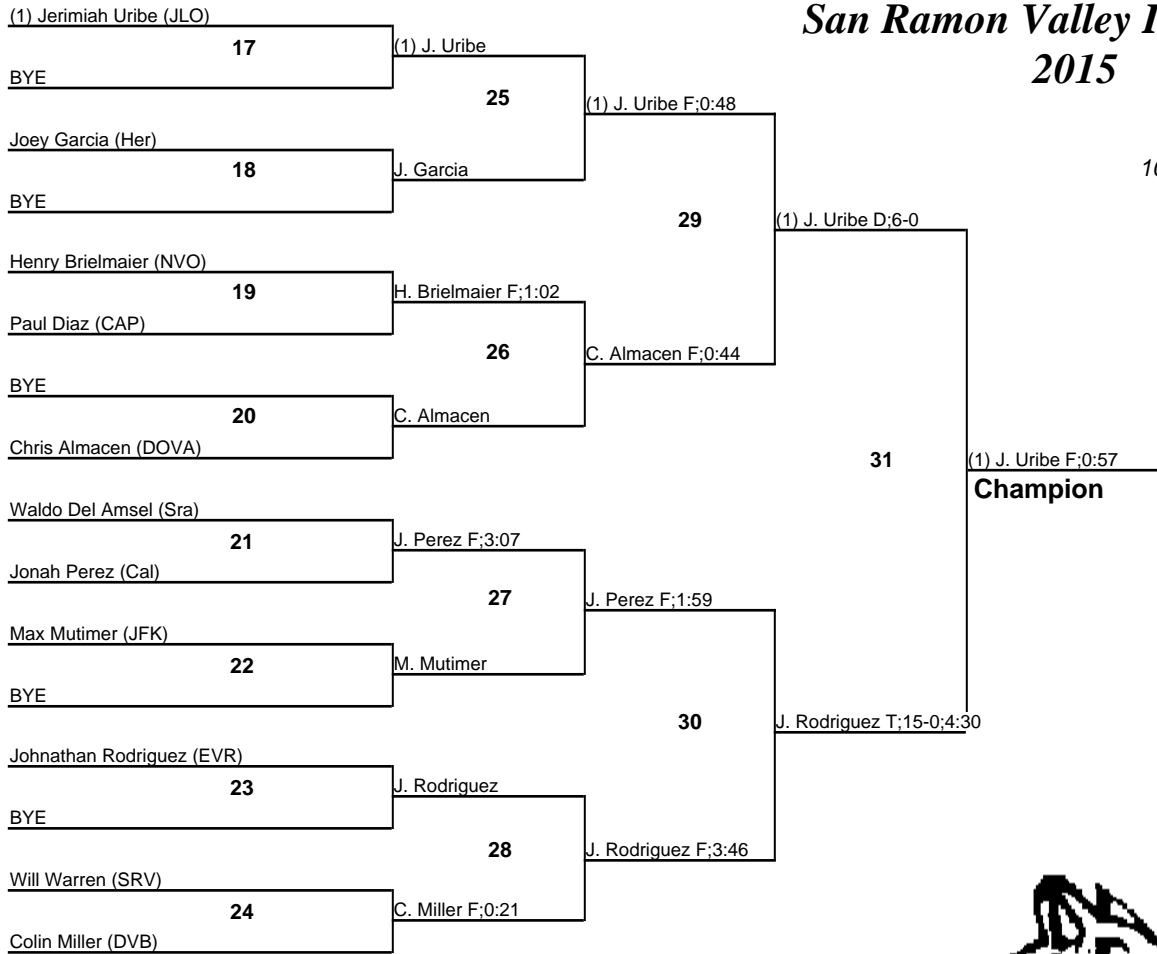 San Ramon Valley I
2015
10
(1) Jerimiah Uribe (JLO)
17
BYE
(1) J. Uribe
25
Joey Garcia (Her)
18
BYE
J. Garcia
(1) J. Uribe F;0:48
29
Henry Brielmaier (NVO)
19
Paul Diaz (CAP)
H. Brielmaier F;1:02
26
BYE
20
Chris Almacen (DOVA)
C. Almacen
C. Almacen F;0:44
(1) J. Uribe D;6-0
31
(1) J. Uribe F;0:57
Champion
Waldo Del Amsel (Sra)
21
Jonah Perez (Cal)
J. Perez F;3:07
27
Max Mutimer (JFK)
22
BYE
M. Mutimer
J. Perez F;1:59
30
J. Rodriguez T;15-0;4:30
Johnathan Rodriguez (EVR)
23
BYE
J. Rodriguez
28
Will Warren (SRV)
24
Colin Miller (DVB)
C. Miller F;0:21
J. Rodriguez F;3:46